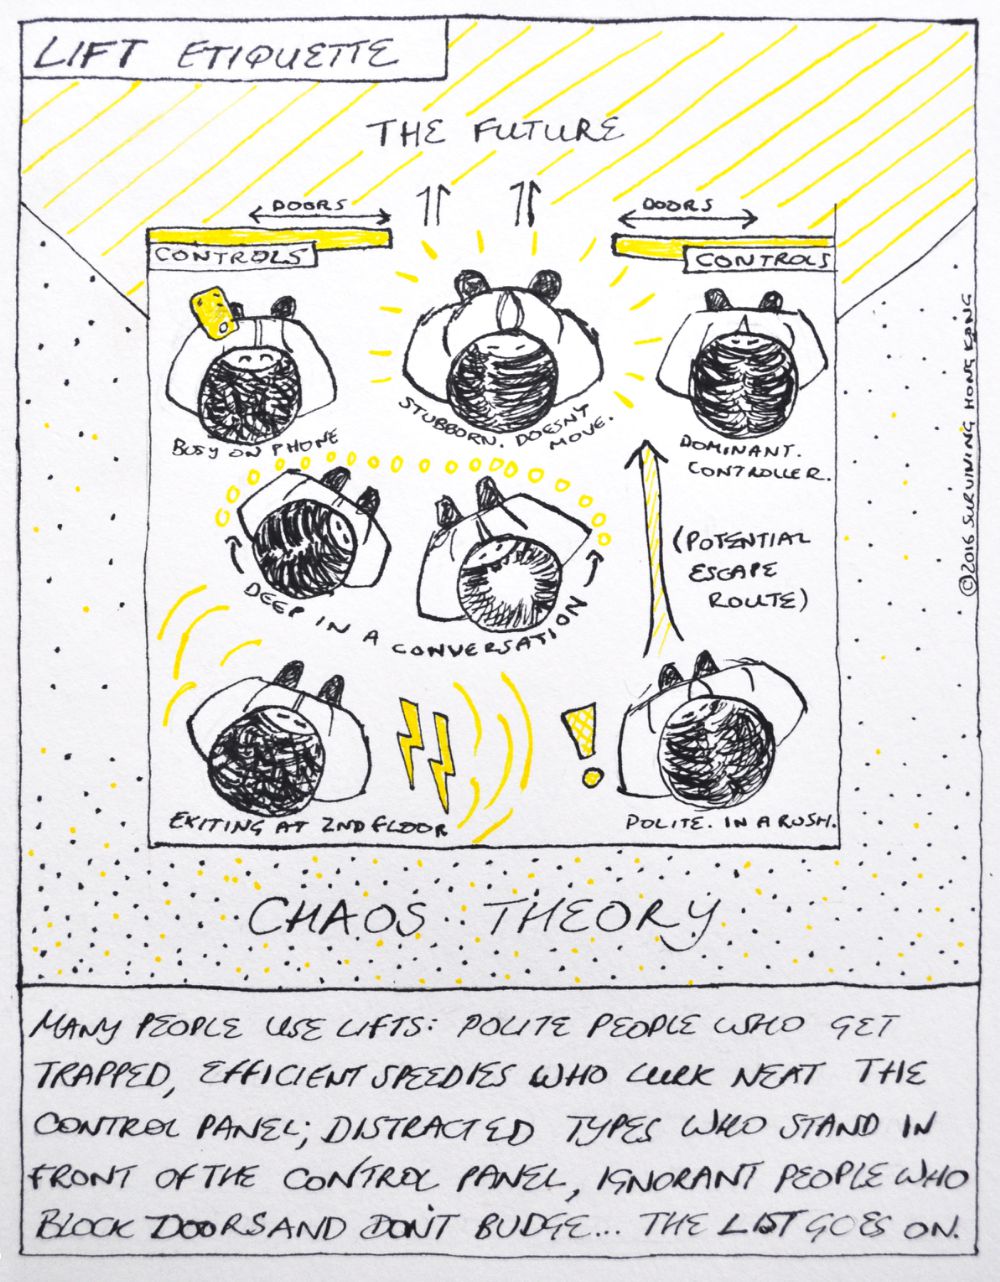 LIFT ETIQUETTE
THE FUTURE
DOORS
DOORS
CONTROLS
CONTROLS
BUSY ON PHONE
STUBBORN. DOESN'T
MOVE.
DOMINANT.
CONTROLLER.
DEEP IN A CONVERSATION
(POTENTIAL
ESCAPE
ROUTE)
EXITING AT 2ND FLOOR
POLITE. IN A RUSH.
©2016 SURVIVING HONG KONG
CHAOS THEORY
MANY PEOPLE USE LIFTS: POLITE PEOPLE WHO GET
TRAPPED, EFFICIENT SPEEDIES WHO LURK NEAT THE
CONTROL PANEL; DISTRACTED TYPES WHO STAND IN
FRONT OF THE CONTROL PANEL, IGNORANT PEOPLE WHO
BLOCK DOORS AND DON'T BUDGE... THE LIST GOES ON.